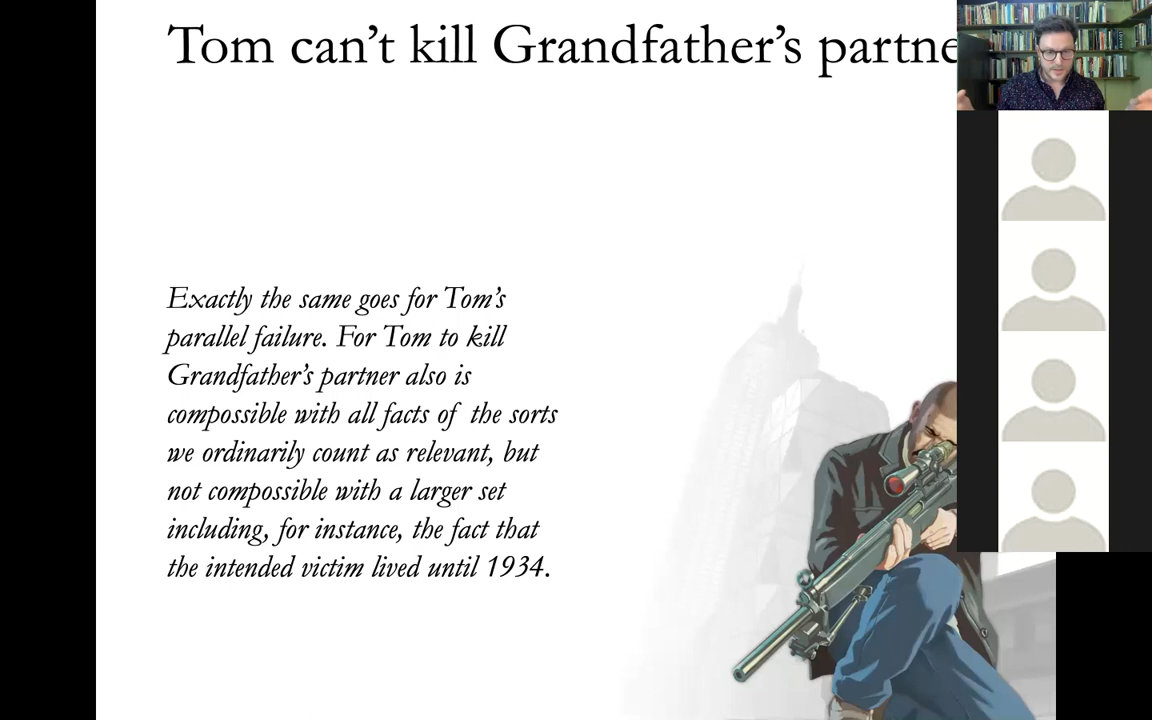 Tom can’t kill Grandfather’s partne
Exactly the same goes for Tom’s
parallel failure. For Tom to kill
Grandfather’s partner also is
compossible with all facts of the sorts
we ordinarily count as relevant, but
not compossible with a larger set
including, for instance, the fact that
the intended victim lived until 1934.